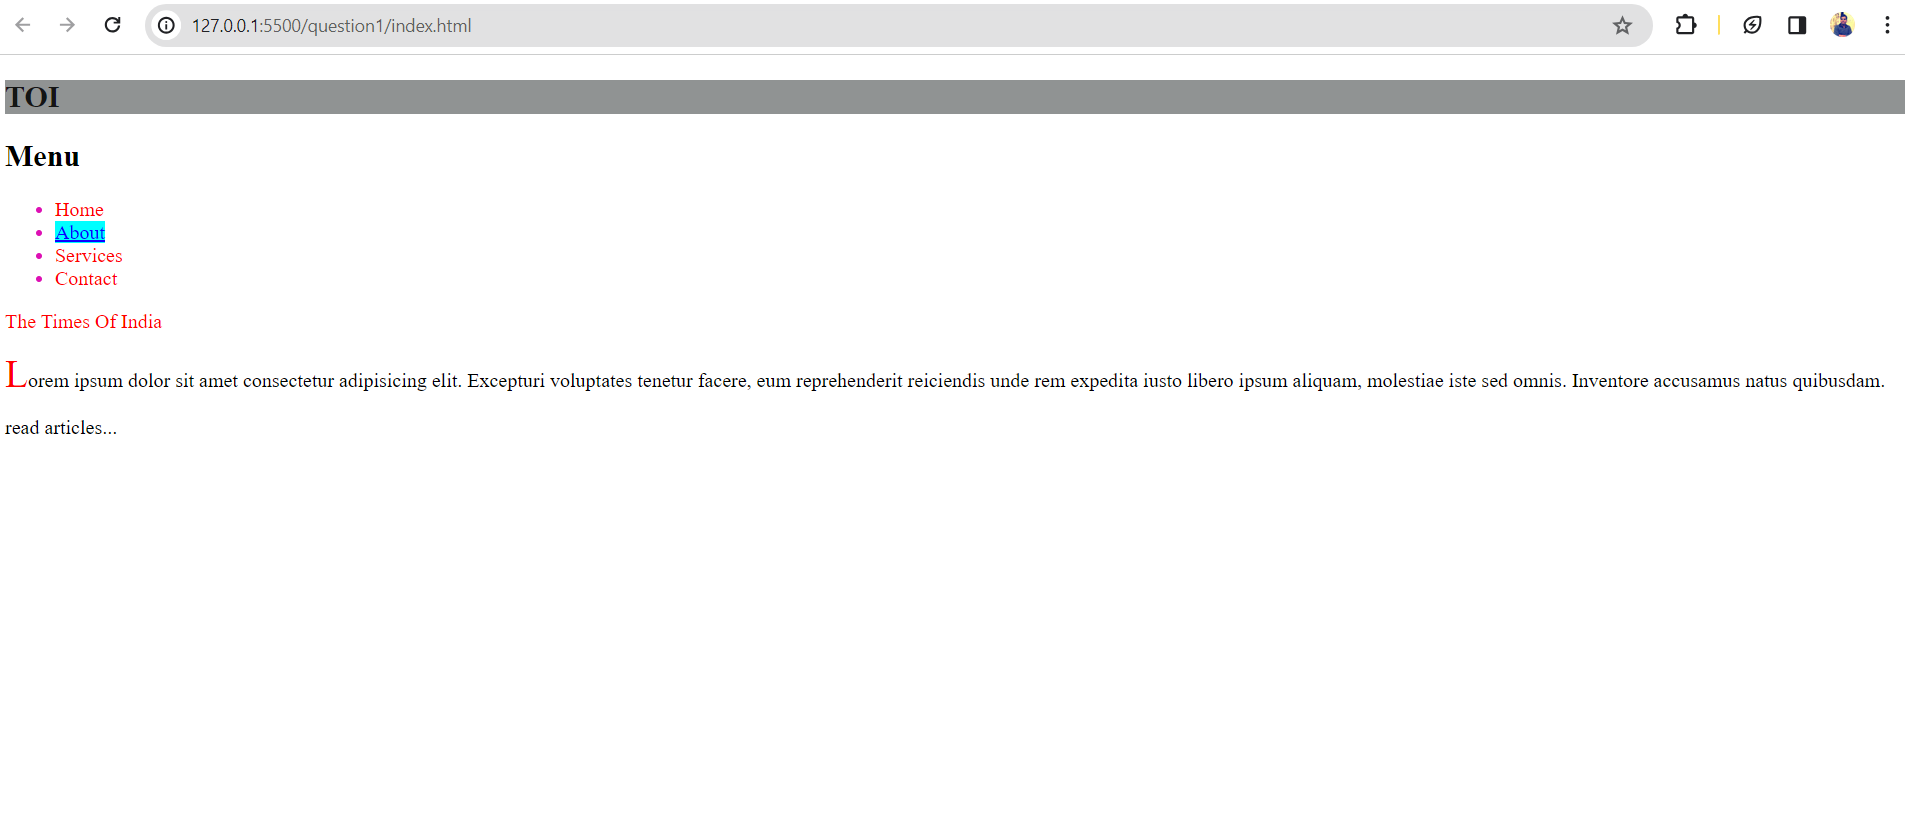 127.0.0.1:5500/question1/index.html
TOI
Menu
Home
About
Services
Contact
The Times Of India
Lorem ipsum dolor sit amet consectetur adipisicing elit. Excepturi voluptates tenetur facere, eum reprehenderit reiciendis unde rem expedita iusto libero ipsum aliquam, molestiae iste sed omnis. Inventore accusamus natus quibusdam.
read articles...